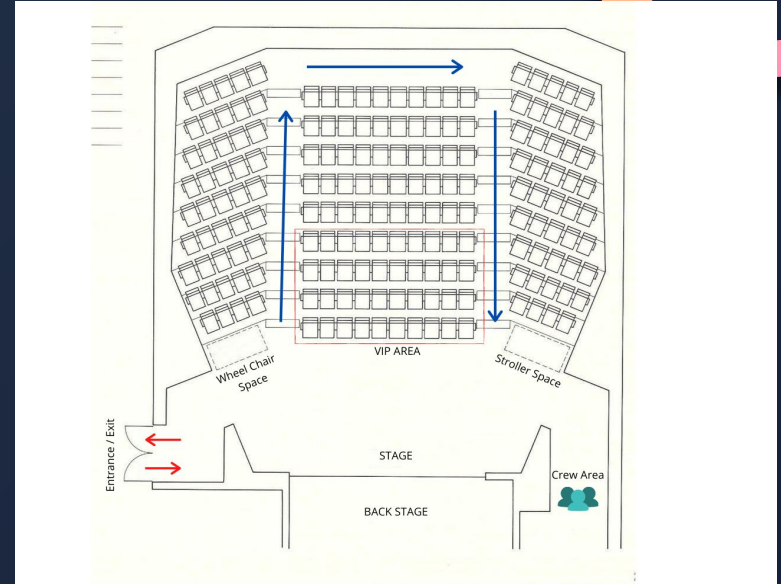 VIP AREA
Wheel Chair
Space
Stroller Space
Entrance / Exit
STAGE
Crew Area
BACK STAGE